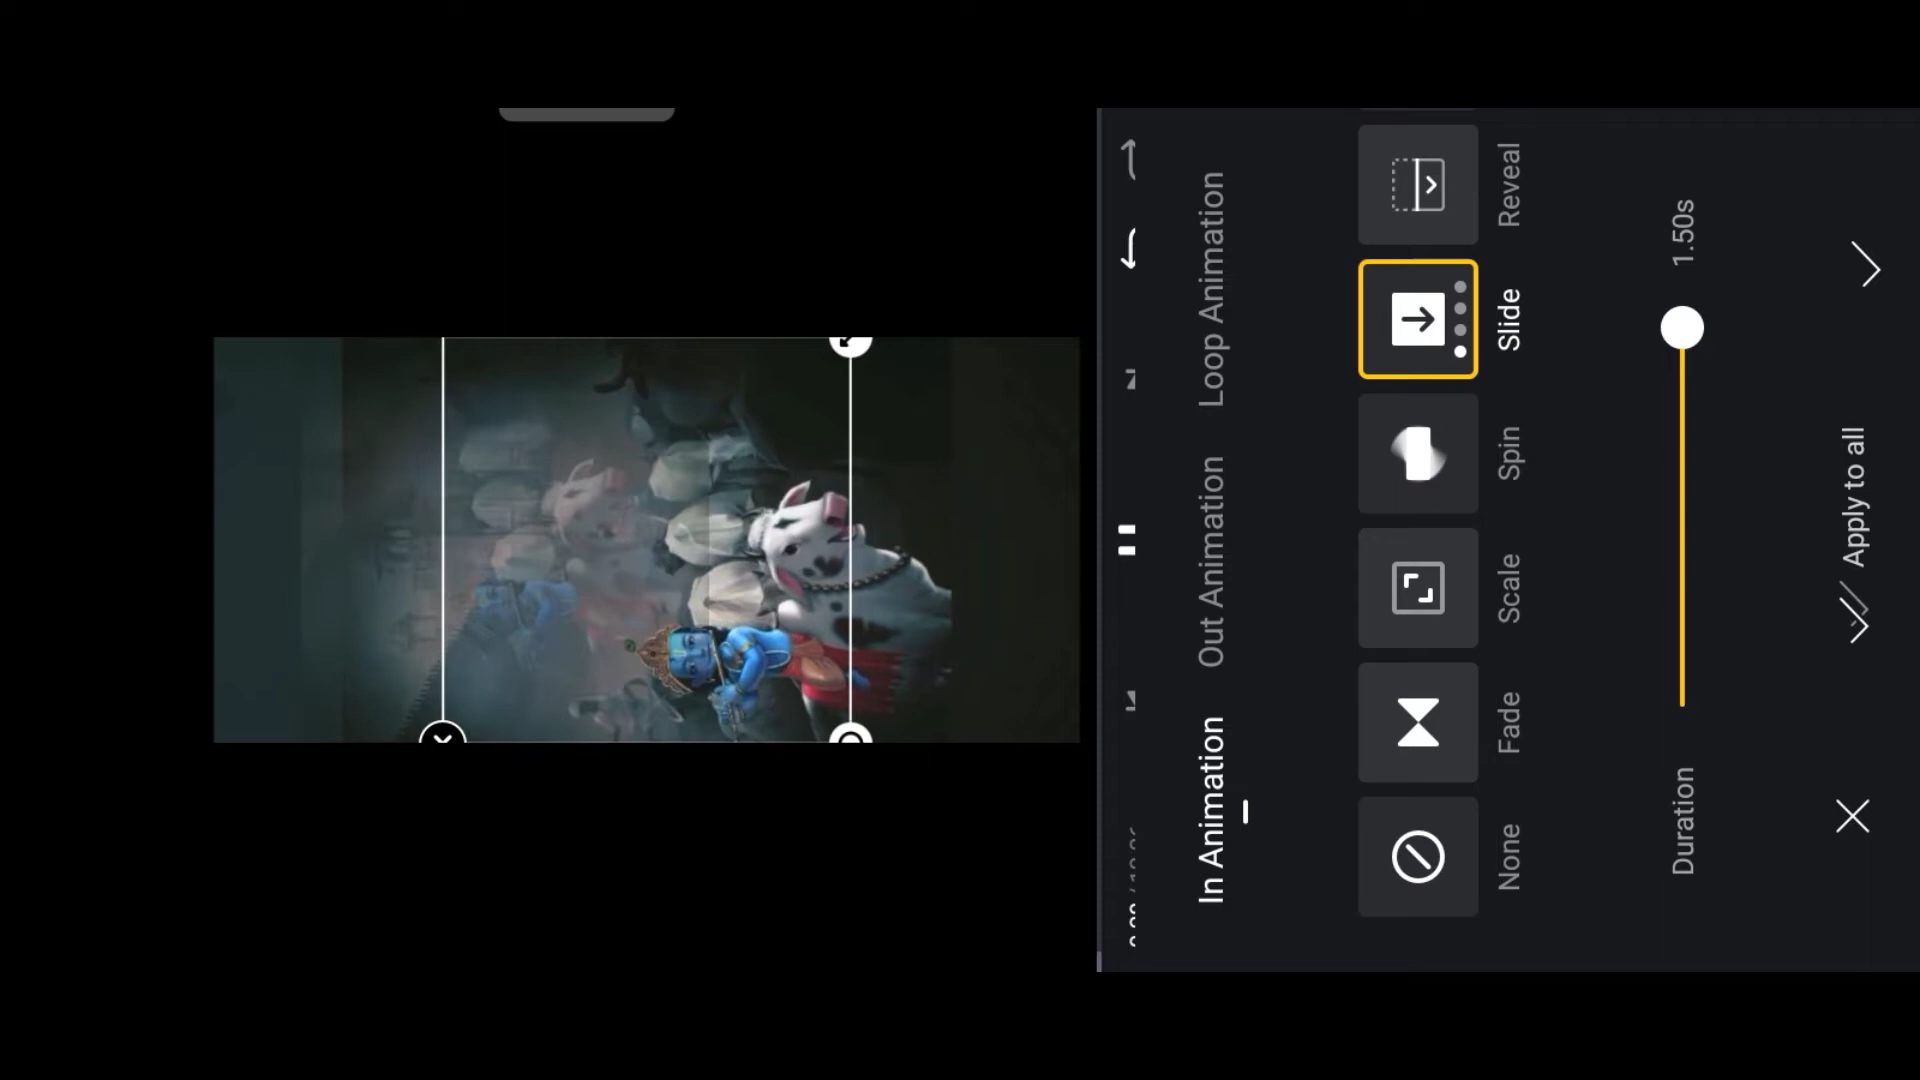 In Animation
Out Animation
Loop Animation
None
Fade
Scale
Spin
Slide
Reveal
Duration
1.50s
Apply to all